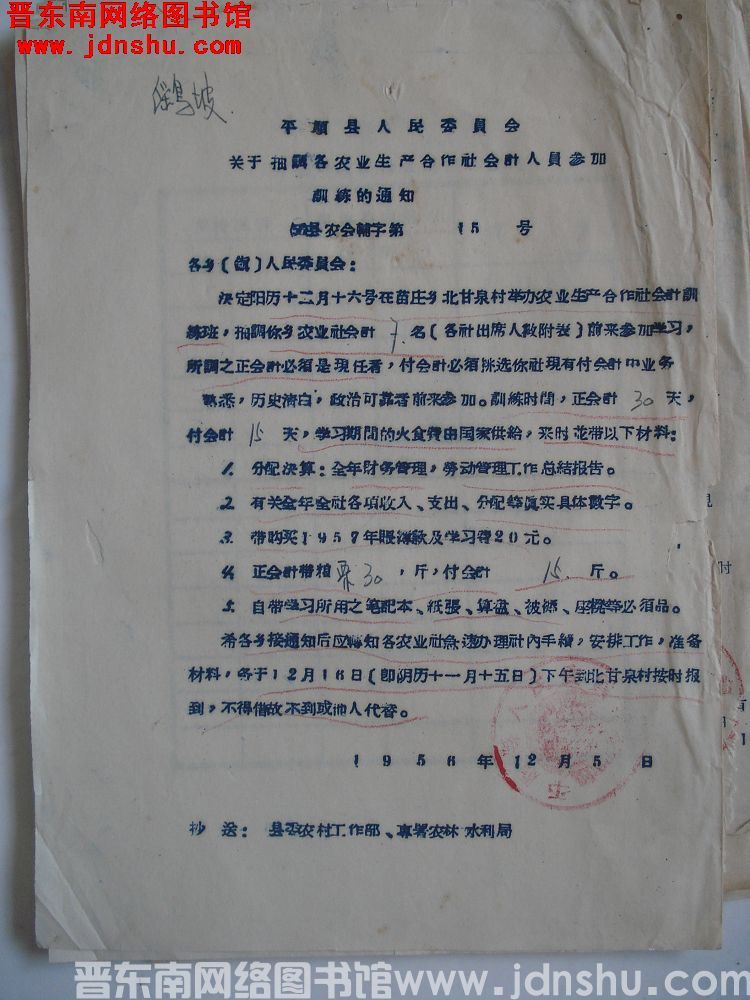 晋东南网络图书馆
www.jdnshu.com
坡
平順县人民委員会
关于抽調各农业生产合作社会計人員参加
訓練的通知
县农会輔字第 15 号
各乡(鎮)人民委員会:
决定阳历十二月十六号在苗庄乡北甘泉村举办农业生产合作社会計訓
練班,抽調你乡农业社会計 7 名(各社出席人数附表)前来参加学习,
所調之正会計必須是現任者,付会計必須挑选你社現有付会計中业务
熟悉,历史清白,政治可靠者前来参加。訓練时間,正会計 30 天,
付会計 15 天,学习期間的火食費由国家供給,来时并带以下材料:
1. 分配决算:全年財务管理,劳动管理工作总結报告。
2. 有关全年全社各項收入、支出、分配等真实具体数字。
3. 带购买1957年賬簿款及学习費20元。
4. 正会計带粮票30,斤,付会計 15. 斤。
5. 自带学习所用之笔記本、紙張、算盘、被褥、座櫈等必須品。
希各乡接通知后应轉知各农业社急速办理社內手續,安排工作,准备
材料,务于12月16日(即阴历十一月十五日)下午到北甘泉村按时报
到,不得借故不到或他人代替。
1956年12月5日
抄 送: 县委农村工作部、專署农林水利局
晋东南网络图书馆www.jdnshu.com